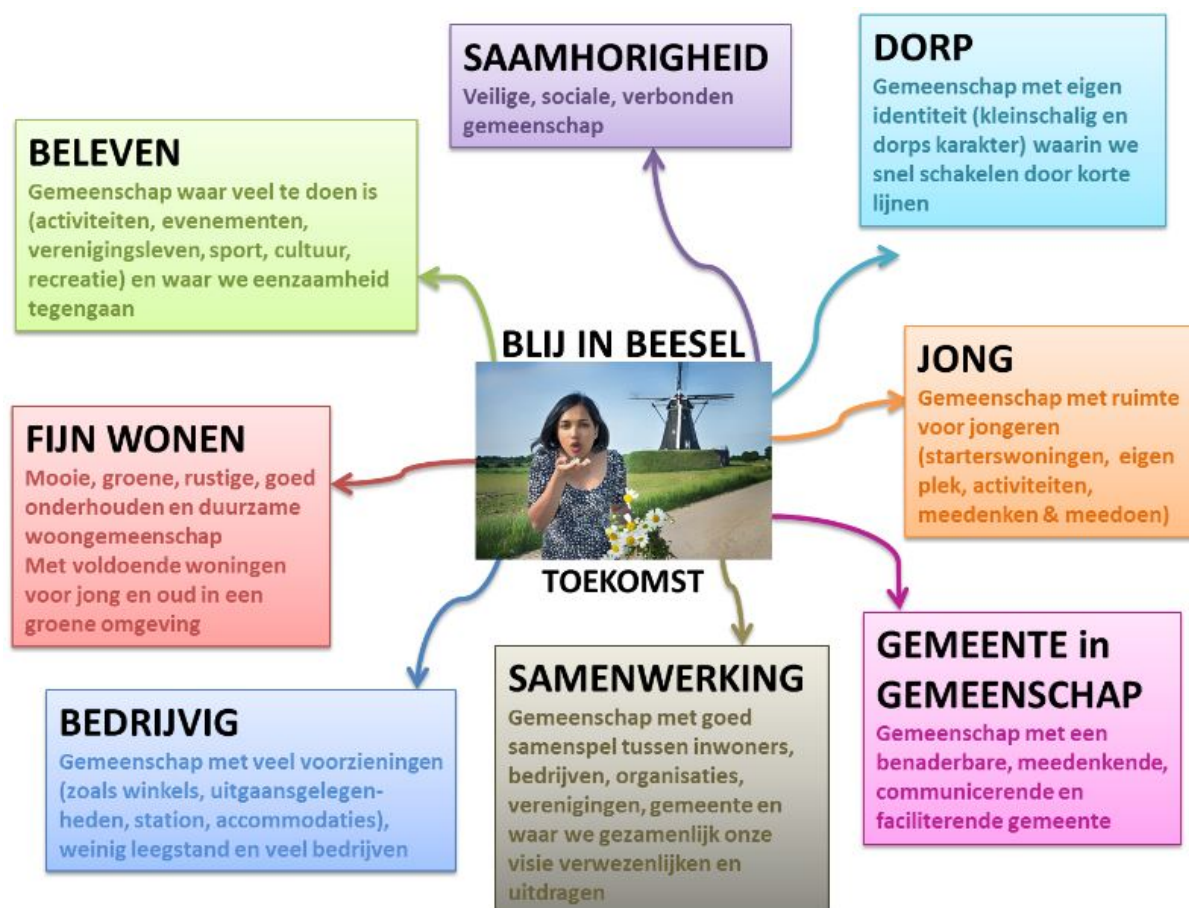 SAAMHORIGHEID
Veilige, sociale, verbonden
gemeenschap
DORP
Gemeenschap met eigen
identiteit (kleinschalig en
dorps karakter) waarin we
snel schakelen door korte
lijnen
BELEVEN
Gemeenschap waar veel te doen is
(activiteiten, evenementen,
verenigingsleven, sport, cultuur,
recreatie) en waar we eenzaamheid
tegengaan
BLIJ IN BEESEL
TOEKOMST
JONG
Gemeenschap met ruimte
voor jongeren
(starterswoningen, eigen
plek, activiteiten,
meedenken & meedoen)
FIJN WONEN
Mooie, groene, rustige, goed
onderhouden en duurzame
woongemeenschap
Met voldoende woningen
voor jong en oud in een
groene omgeving
GEMEENTE in
GEMEENSCHAP
Gemeenschap met een
benaderbare, meedenkende,
communicerende en
faciliterende gemeente
SAMENWERKING
Gemeenschap met goed
samenspel tussen inwoners,
bedrijven, organisaties,
verenigingen, gemeente en
waar we gezamenlijk onze
visie verwezenlijken en
uitdragen
BEDRIJVIG
Gemeenschap met veel voorzieningen
(zoals winkels, uitgaansgelegen-
heden, station, accommodaties),
weinig leegstand en veel bedrijven